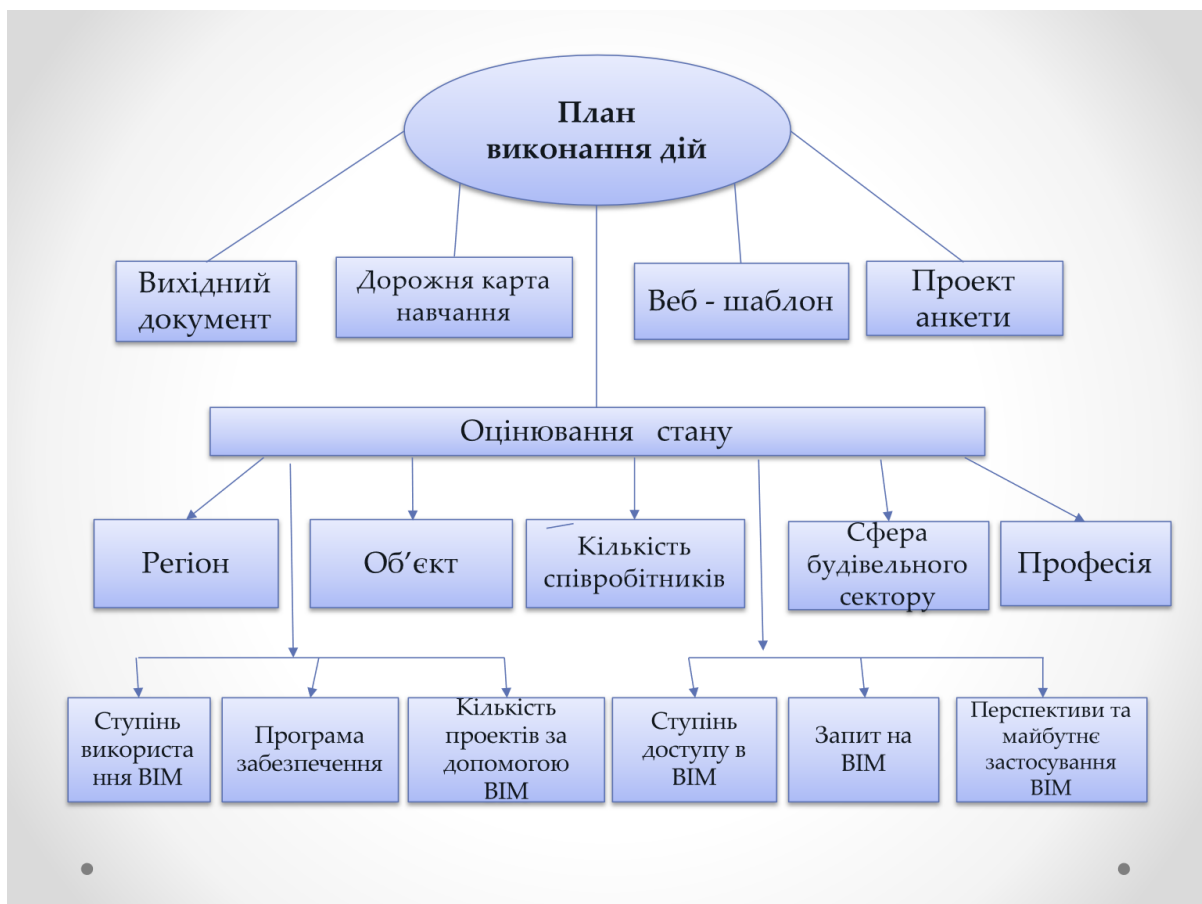 План
виконання дій
Вихідний
документ
Дорожня карта
навчання
Веб - шаблон
Проект
анкети
Оцінювання стану
Регіон
Об’єкт
Кількість
співробітників
Сфера
будівельного
сектору
Професія
Ступінь
використа
ння ВІМ
Програма
забезпечення
Кількість
проектів за
допомогою
ВІМ
Ступінь
доступу в
ВІМ
Запит на
ВІМ
Перспективи та
майбутнє
застосування
ВІМ